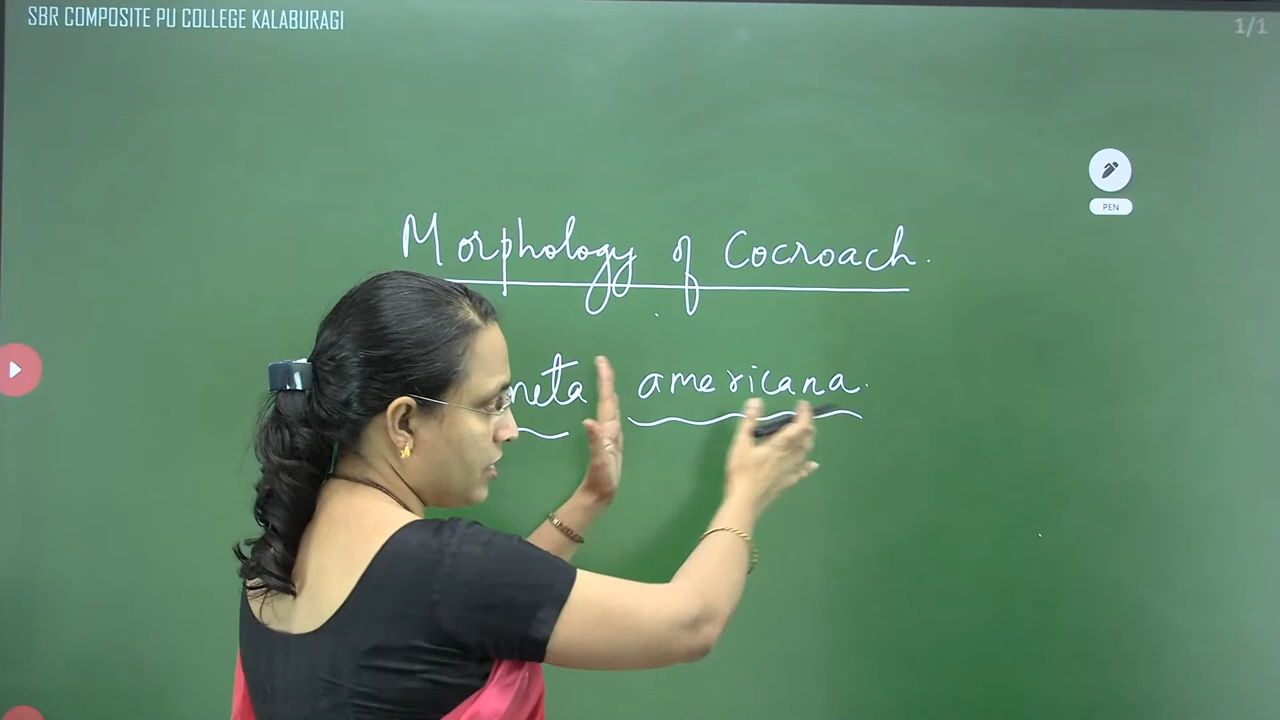 SBR COMPOSITE PU COLLEGE KALABURAGI
1/1
PEN
Morphology of Cocroach.
neta americana.